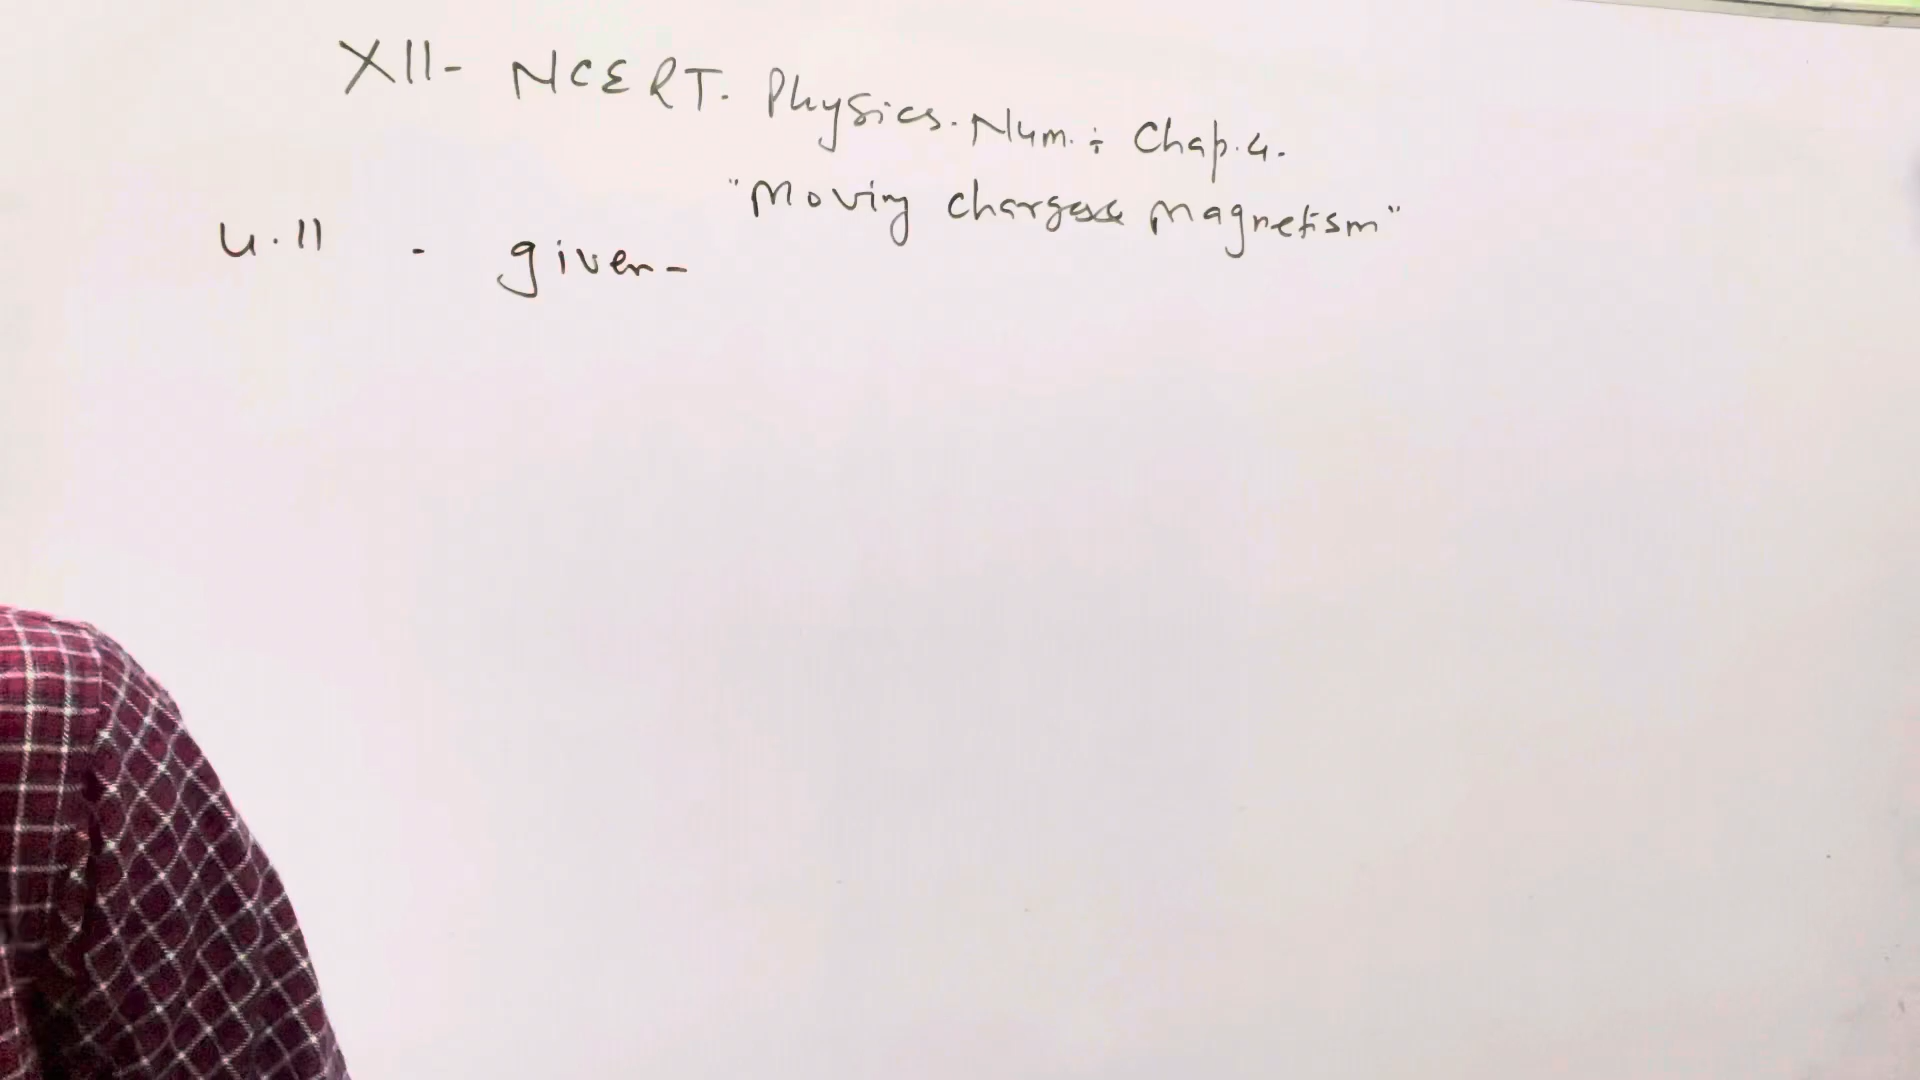 XII- NCERT. Physics. Num. ÷ Chap. 4.
"Moving charges & Magnetism"
4.11 - given-